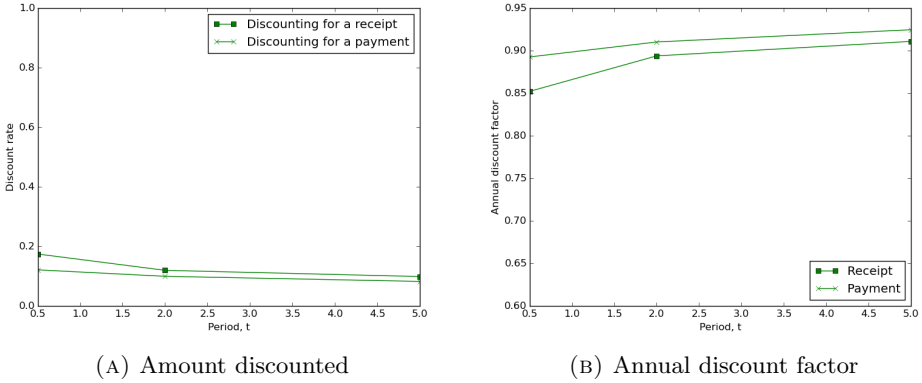 1.0
0.8
0.6
0.4
0.2
0.0
Discount rate
Discounting for a receipt
Discounting for a payment
0.5 1.0 1.5 2.0 2.5 3.0 3.5 4.0 4.5 5.0
Period, t
(A) Amount discounted
0.95
0.90
0.85
0.80
0.75
0.70
0.65
0.60
Annual discount factor
Receipt
Payment
0.5 1.0 1.5 2.0 2.5 3.0 3.5 4.0 4.5 5.0
Period, t
(B) Annual discount factor